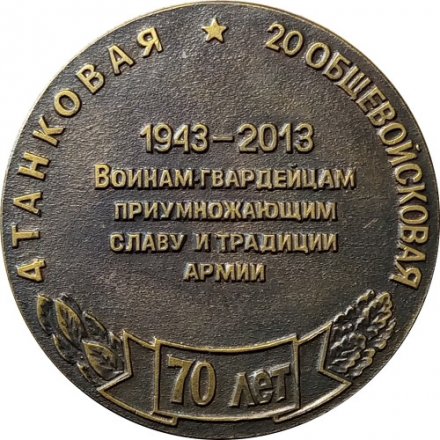 4 ТАНКОВАЯ ★ 20 ОБЩЕВОЙСКОВАЯ
1943-2013
ВОИНАМ-ГВАРДЕЙЦАМ
ПРИУМНОЖАЮЩИМ
СЛАВУ И ТРАДИЦИИ
АРМИИ
70 ЛЕТ